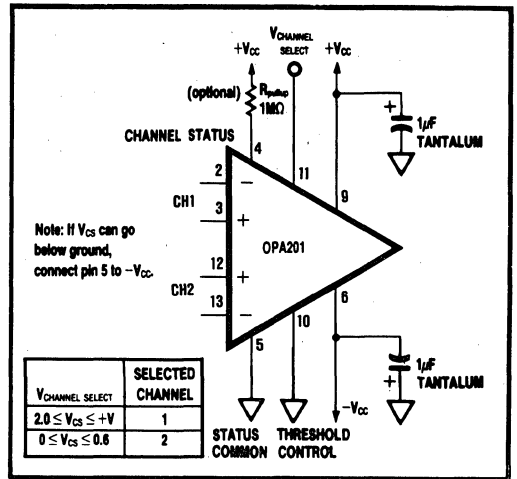 +VCC
VCHANNEL SELECT
+VCC
(optional)
Rpullup
1MΩ
+
1μF
TANTALUM
CHANNEL STATUS
4
11
9
2
−
CH1
3
+
Note: If VCS can go
below ground,
connect pin 5 to −VCC.
OPA201
12
+
CH2
13
−
6
10
5
1μF
+
TANTALUM
−VCC
STATUS
COMMON
THRESHOLD
CONTROL
VCHANNEL SELECT
SELECTED
CHANNEL
2.0 ≤ VCS ≤ +V
1
0 ≤ VCS ≤ 0.6
2